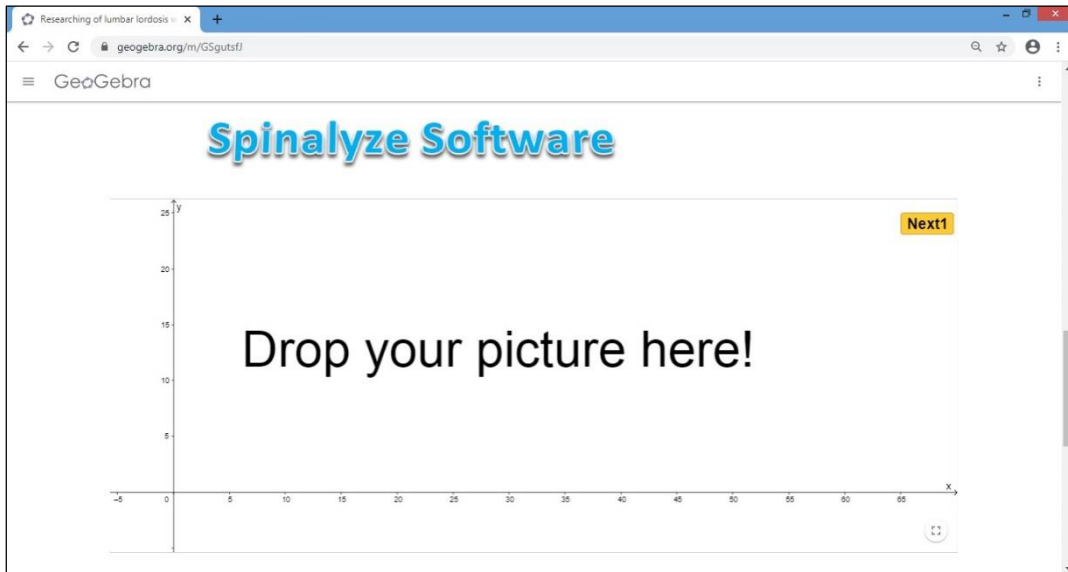 Researching of lumbar lordosis
geogebra.org/m/GSgutsfJ
GeoGebra
Spinalyze Software
y
25
Next1
20
15
Drop your picture here!
10
5
x
-5 0 5 10 15 20 25 30 35 40 45 50 55 60 65